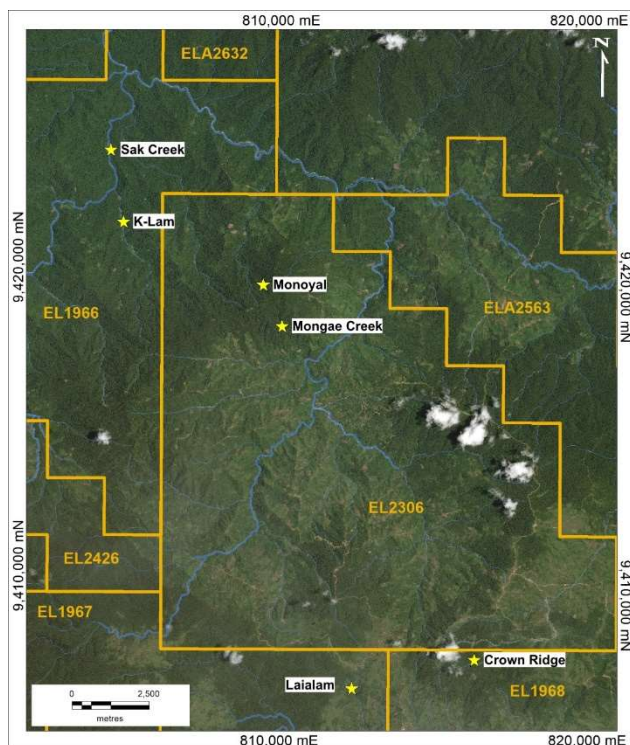 810,000 mE
820,000 mE
ELA2632
Z
Sak Creek
K-Lam
9,420,000 mN
9,420,000 mN
Monoyal
ELA2563
EL1966
Mongae Creek
EL2306
EL2426
9,410,000 mN
9,410,000 mN
EL1967
Crown Ridge
Laialam
EL1968
0 2,500
metres
810,000 mE
820,000 mE